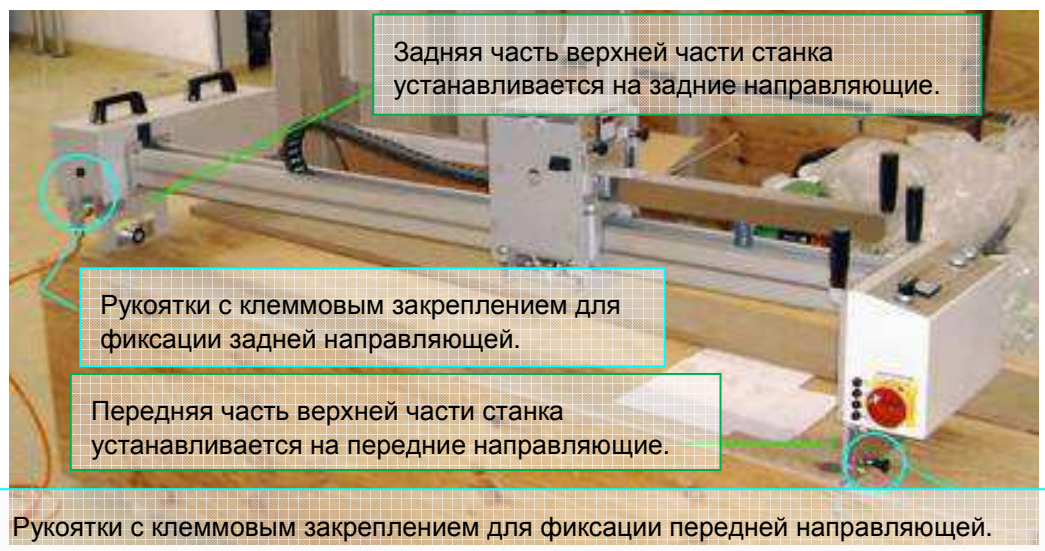 Задняя часть верхней части станка
устанавливается на задние направляющие.
Рукоятки с клеммовым закреплением для
фиксации задней направляющей.
Передняя часть верхней части станка
устанавливается на передние направляющие.
Рукоятки с клеммовым закреплением для фиксации передней направляющей.